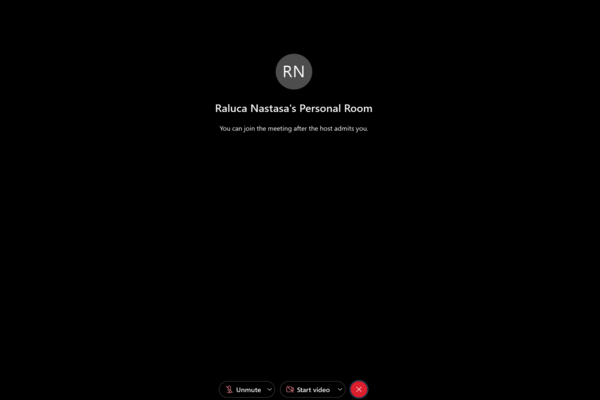 RN
Raluca Nastasa's Personal Room
You can join the meeting after the host admits you.
Unmute
Start video